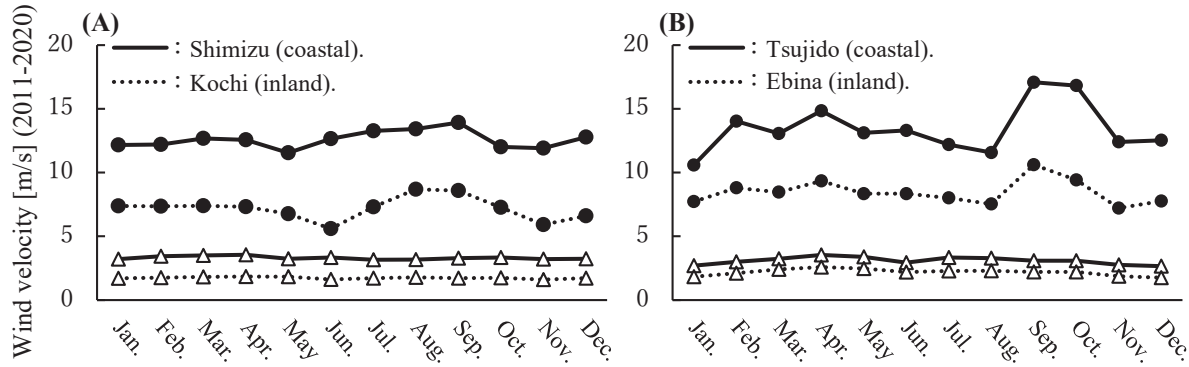 (A)
Wind velocity [m/s] (2011-2020)
20
15
10
5
0
: Shimizu (coastal).
: Kochi (inland).
Jan. Feb. Mar. Apr. May Jun. Jul. Aug. Sep. Oct. Nov. Dec.
(B)
20
15
10
5
0
: Tsujido (coastal).
: Ebina (inland).
Jan. Feb. Mar. Apr. May Jun. Jul. Aug. Sep. Oct. Nov. Dec.